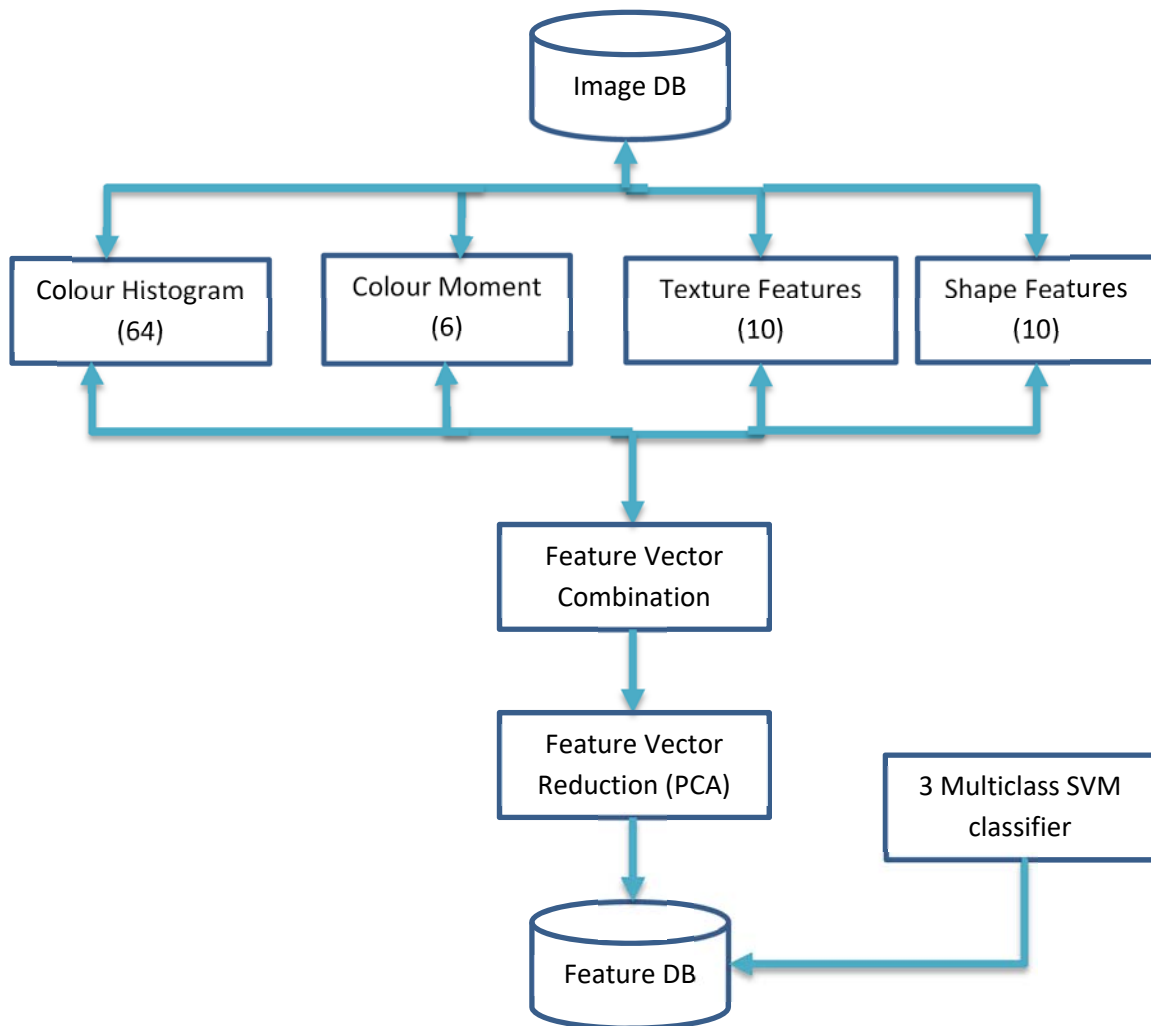 Image DB
Colour Histogram
(64)
Colour Moment
(6)
Texture Features
(10)
Shape Features
(10)
Feature Vector
Combination
Feature Vector
Reduction (PCA)
3 Multiclass SVM
classifier
Feature DB